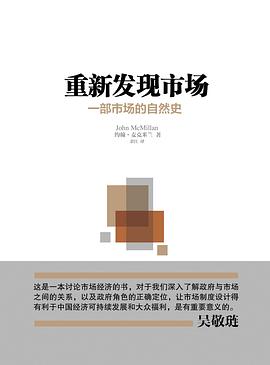 重新发现市场
一部市场的自然史
John McMillan
约翰·麦克米兰 著
余江 译
这是一本讨论市场经济的书，对于我们深入了解政府与市场
之间的关系，以及政府角色的正确定位，让市场制度设计得
有利于中国经济可持续发展和大众福利，是有重要意义的。
吴敬琏